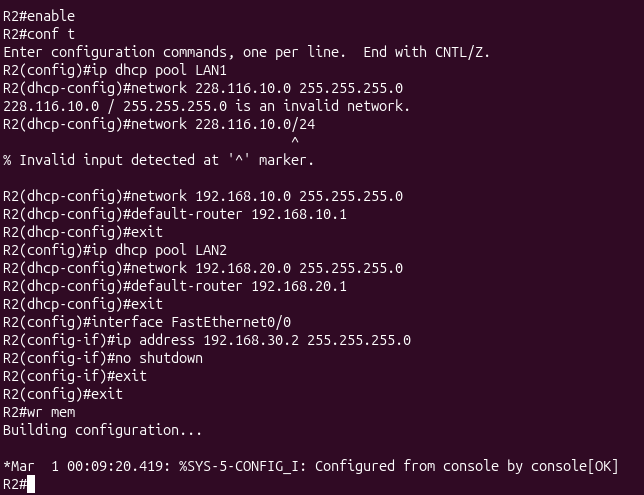 R2#enable
R2#conf t
Enter configuration commands, one per line.  End with CNTL/Z.
R2(config)#ip dhcp pool LAN1
R2(dhcp-config)#network 228.116.10.0 255.255.255.0
228.116.10.0 / 255.255.255.0 is an invalid network.
R2(dhcp-config)#network 228.116.10.0/24
                                    ^
% Invalid input detected at '^' marker.

R2(dhcp-config)#network 192.168.10.0 255.255.255.0
R2(dhcp-config)#default-router 192.168.10.1
R2(dhcp-config)#exit
R2(config)#ip dhcp pool LAN2
R2(dhcp-config)#network 192.168.20.0 255.255.255.0
R2(dhcp-config)#default-router 192.168.20.1
R2(dhcp-config)#exit
R2(config)#interface FastEthernet0/0
R2(config-if)#ip address 192.168.30.2 255.255.255.0
R2(config-if)#no shutdown
R2(config-if)#exit
R2(config)#exit
R2#wr mem
Building configuration...

*Mar  1 00:09:20.419: %SYS-5-CONFIG_I: Configured from console by console[OK]
R2#